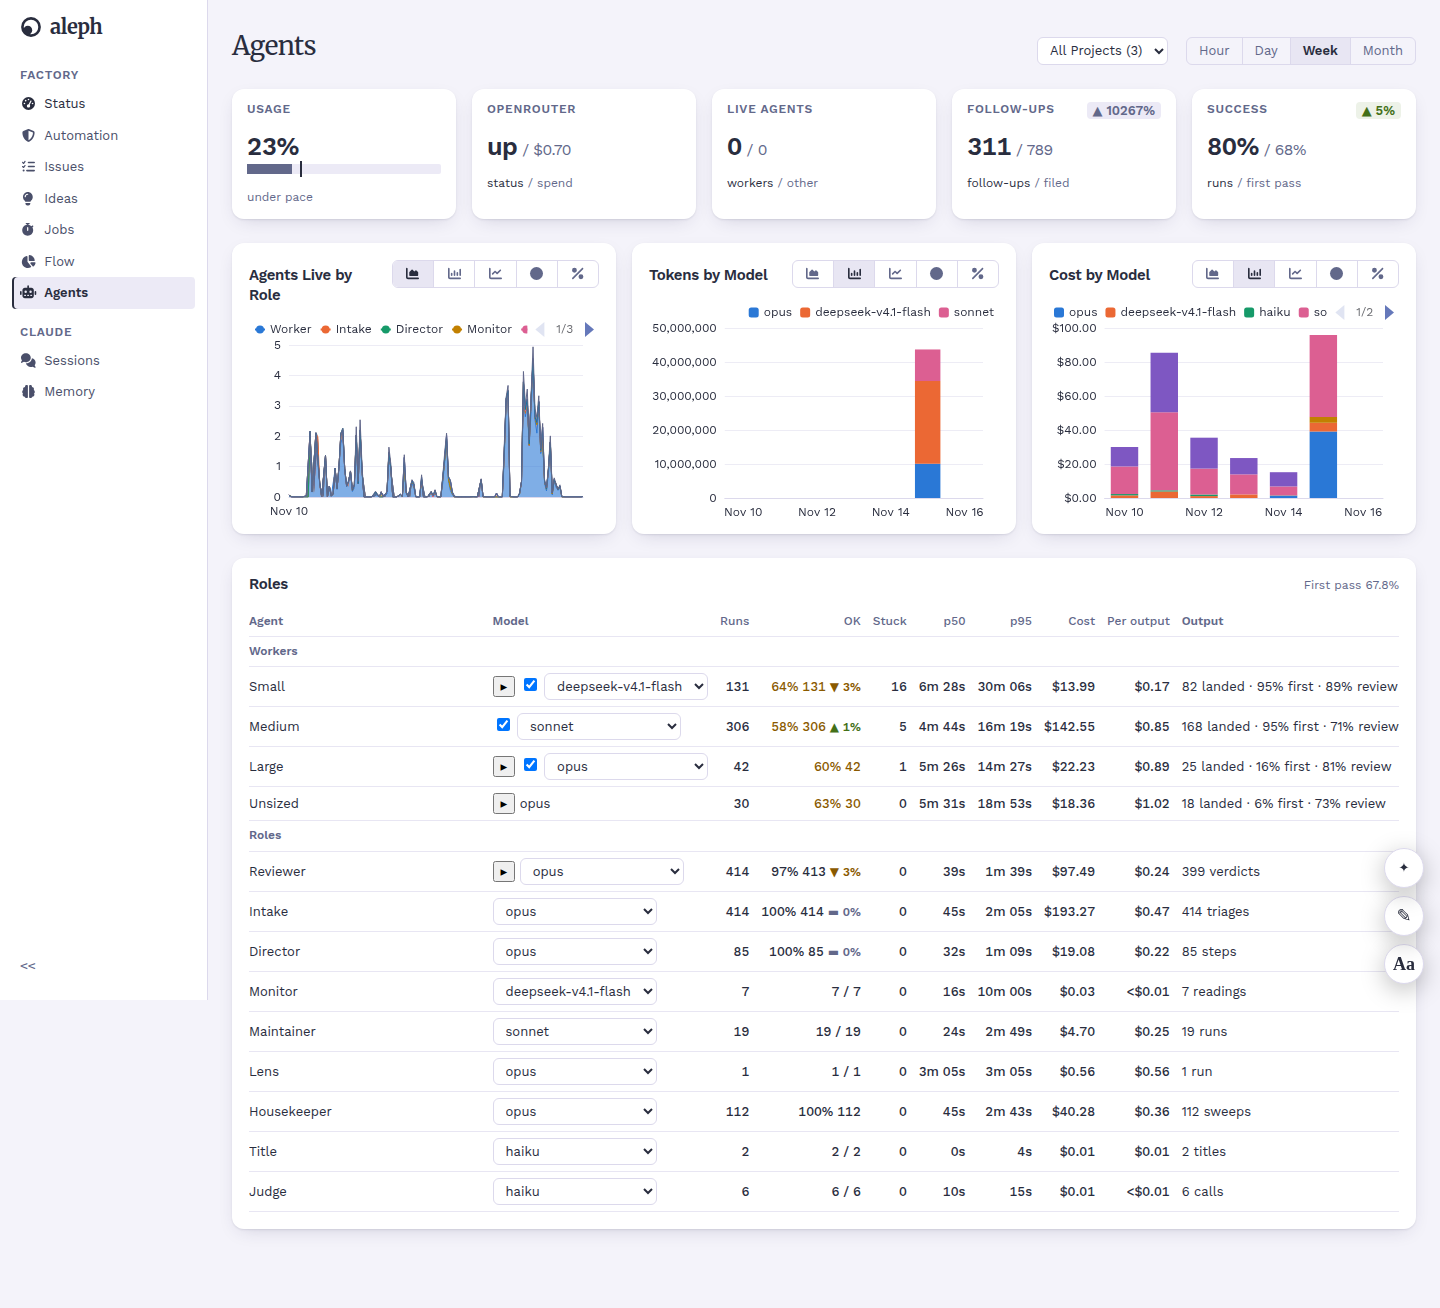 aleph
FACTORY
Status
Automation
Issues
Ideas
Jobs
Flow
Agents
CLAUDE
Sessions
Memory
<<
Agents
All Projects (3)
Hour Day Week Month
USAGE
23%
under pace
OPENROUTER
up / $0.70
status / spend
LIVE AGENTS
0 / 0
workers / other
FOLLOW-UPS ▲ 10267%
311 / 789
follow-ups / filed
SUCCESS ▲ 5%
80% / 68%
runs / first pass
Agents Live by
Role
Worker Intake Director Monitor 1/3
5
4
3
2
1
0
Nov 10
Tokens by Model
opus deepseek-v4.1-flash sonnet
50,000,000
40,000,000
30,000,000
20,000,000
10,000,000
0
Nov 10 Nov 12 Nov 14 Nov 16
Cost by Model
opus deepseek-v4.1-flash haiku so 1/2
$100.00
$80.00
$60.00
$40.00
$20.00
$0.00
Nov 10 Nov 12 Nov 14 Nov 16
Roles First pass 67.8%
Agent Model Runs OK Stuck p50 p95 Cost Per output Output
Workers
Small ▸ deepseek-v4.1-flash 131 64% 131 ▼ 3% 16 6m 28s 30m 06s $13.99 $0.17 82 landed · 95% first · 89% review
Medium sonnet 306 58% 306 ▲ 1% 5 4m 44s 16m 19s $142.55 $0.85 168 landed · 95% first · 71% review
Large ▸ opus 42 60% 42 1 5m 26s 14m 27s $22.23 $0.89 25 landed · 16% first · 81% review
Unsized ▸ opus 30 63% 30 0 5m 31s 18m 53s $18.36 $1.02 18 landed · 6% first · 73% review
Roles
Reviewer ▸ opus 414 97% 413 ▼ 3% 0 39s 1m 39s $97.49 $0.24 399 verdicts
Intake opus 414 100% 414 ▬ 0% 0 45s 2m 05s $193.27 $0.47 414 triages
Director opus 85 100% 85 ▬ 0% 0 32s 1m 09s $19.08 $0.22 85 steps
Monitor deepseek-v4.1-flash 7 7 / 7 0 16s 10m 00s $0.03 <$0.01 7 readings
Maintainer sonnet 19 19 / 19 0 24s 2m 49s $4.70 $0.25 19 runs
Lens opus 1 1 / 1 0 3m 05s 3m 05s $0.56 $0.56 1 run
Housekeeper opus 112 100% 112 0 45s 2m 43s $40.28 $0.36 112 sweeps
Title haiku 2 2 / 2 0 0s 4s $0.01 $0.01 2 titles
Judge haiku 6 6 / 6 0 10s 15s $0.01 <$0.01 6 calls
Aa